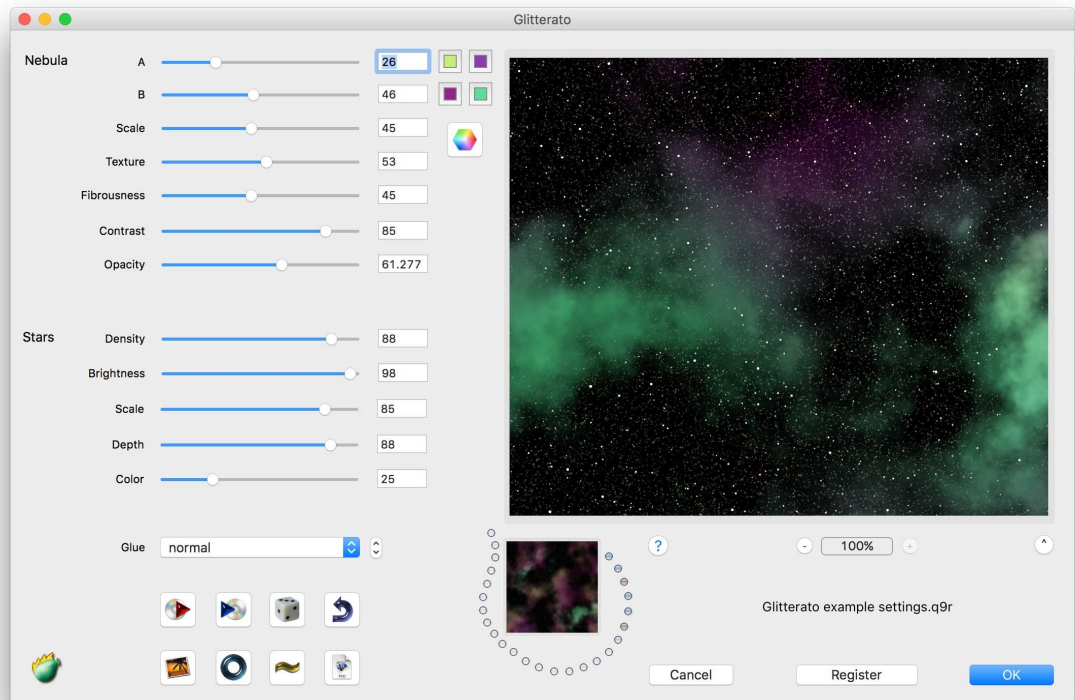 Glitterato
Nebula
A 26
B 46
Scale 45
Texture 53
Fibrousness 45
Contrast 85
Opacity 61.277
Stars
Density 88
Brightness 98
Scale 85
Depth 88
Color 25
Glue normal
?
- 100% +
^
Glitterato example settings.q9r
PSD
Cancel Register OK